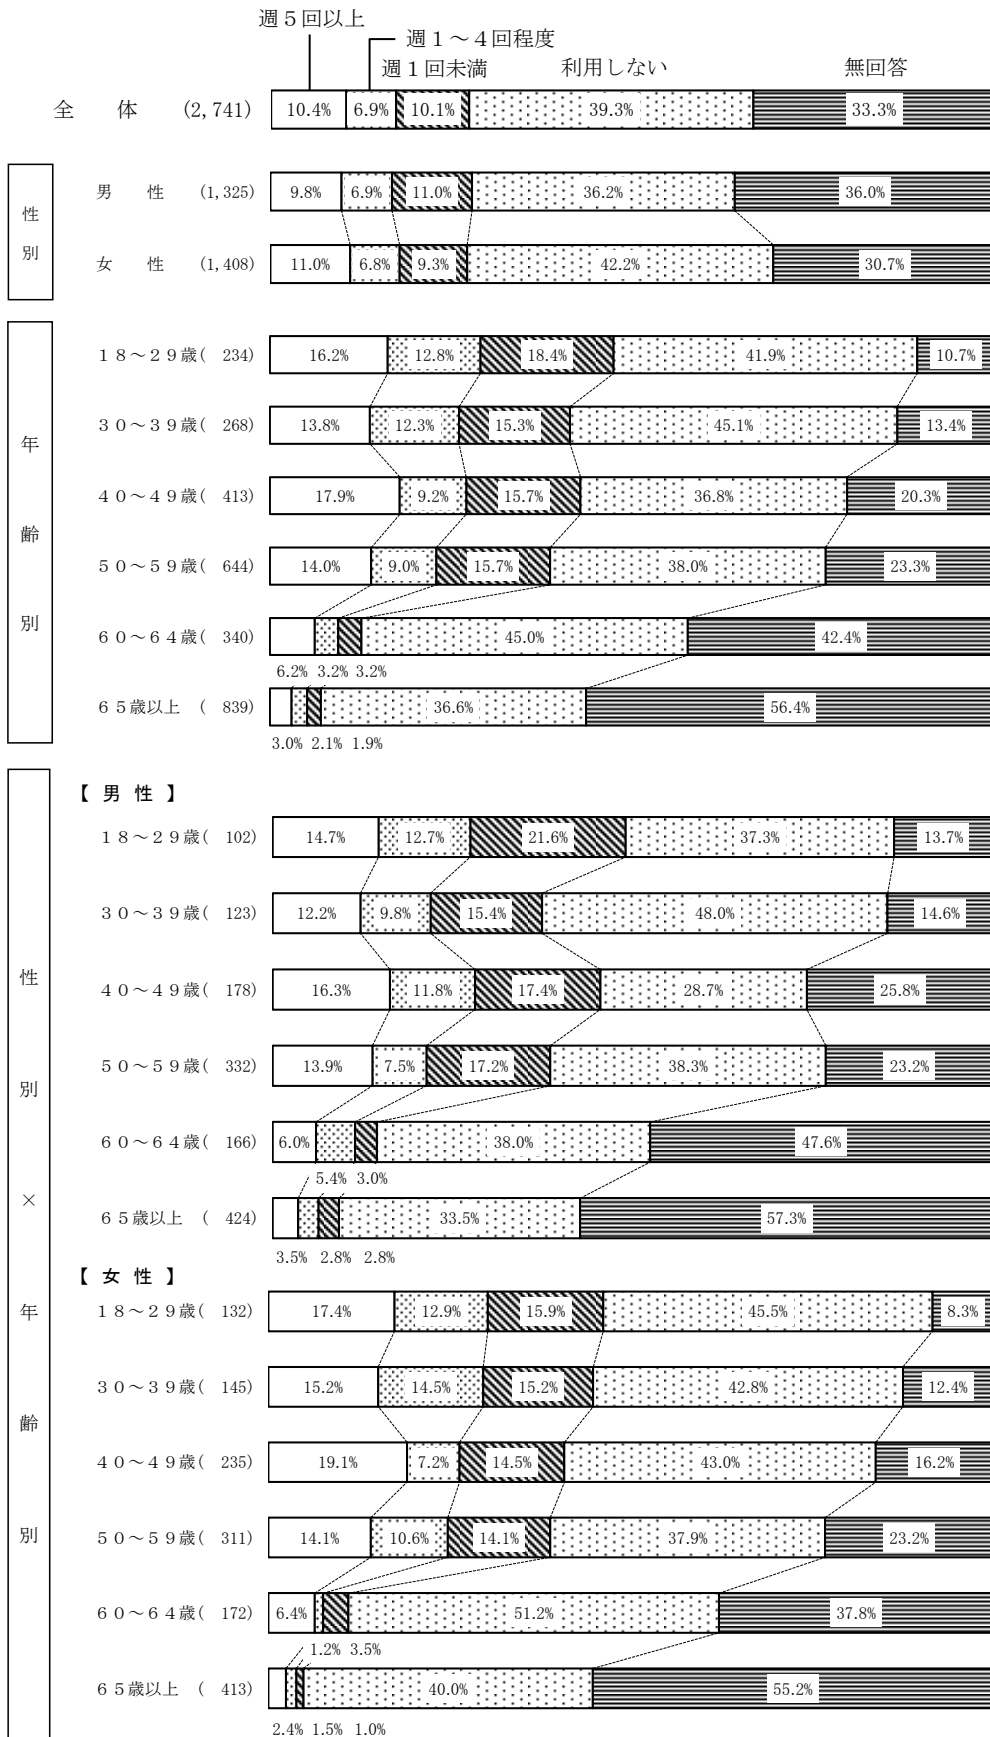 週５回以上
週１～４回程度
週１回未満 利用しない 無回答
全 体 (2,741) 10.4% 6.9% 10.1% 39.3% 33.3%
性別
男 性 (1,325) 9.8% 6.9% 11.0% 36.2% 36.0%
女 性 (1,408) 11.0% 6.8% 9.3% 42.2% 30.7%
年齢別
１８～２９歳( 234) 16.2% 12.8% 18.4% 41.9% 10.7%
３０～３９歳( 268) 13.8% 12.3% 15.3% 45.1% 13.4%
４０～４９歳( 413) 17.9% 9.2% 15.7% 36.8% 20.3%
５０～５９歳( 644) 14.0% 9.0% 15.7% 38.0% 23.3%
６０～６４歳( 340) 45.0% 42.4%
6.2% 3.2% 3.2%
６５歳以上 ( 839) 36.6% 56.4%
3.0% 2.1% 1.9%
性別×年齢別
【 男 性 】
１８～２９歳( 102) 14.7% 12.7% 21.6% 37.3% 13.7%
３０～３９歳( 123) 12.2% 9.8% 15.4% 48.0% 14.6%
４０～４９歳( 178) 16.3% 11.8% 17.4% 28.7% 25.8%
５０～５９歳( 332) 13.9% 7.5% 17.2% 38.3% 23.2%
６０～６４歳( 166) 6.0% 38.0% 47.6%
5.4% 3.0%
６５歳以上 ( 424) 33.5% 57.3%
3.5% 2.8% 2.8%
【 女 性 】
１８～２９歳( 132) 17.4% 12.9% 15.9% 45.5% 8.3%
３０～３９歳( 145) 15.2% 14.5% 15.2% 42.8% 12.4%
４０～４９歳( 235) 19.1% 7.2% 14.5% 43.0% 16.2%
５０～５９歳( 311) 14.1% 10.6% 14.1% 37.9% 23.2%
６０～６４歳( 172) 6.4% 51.2% 37.8%
1.2% 3.5%
６５歳以上 ( 413) 40.0% 55.2%
2.4% 1.5% 1.0%